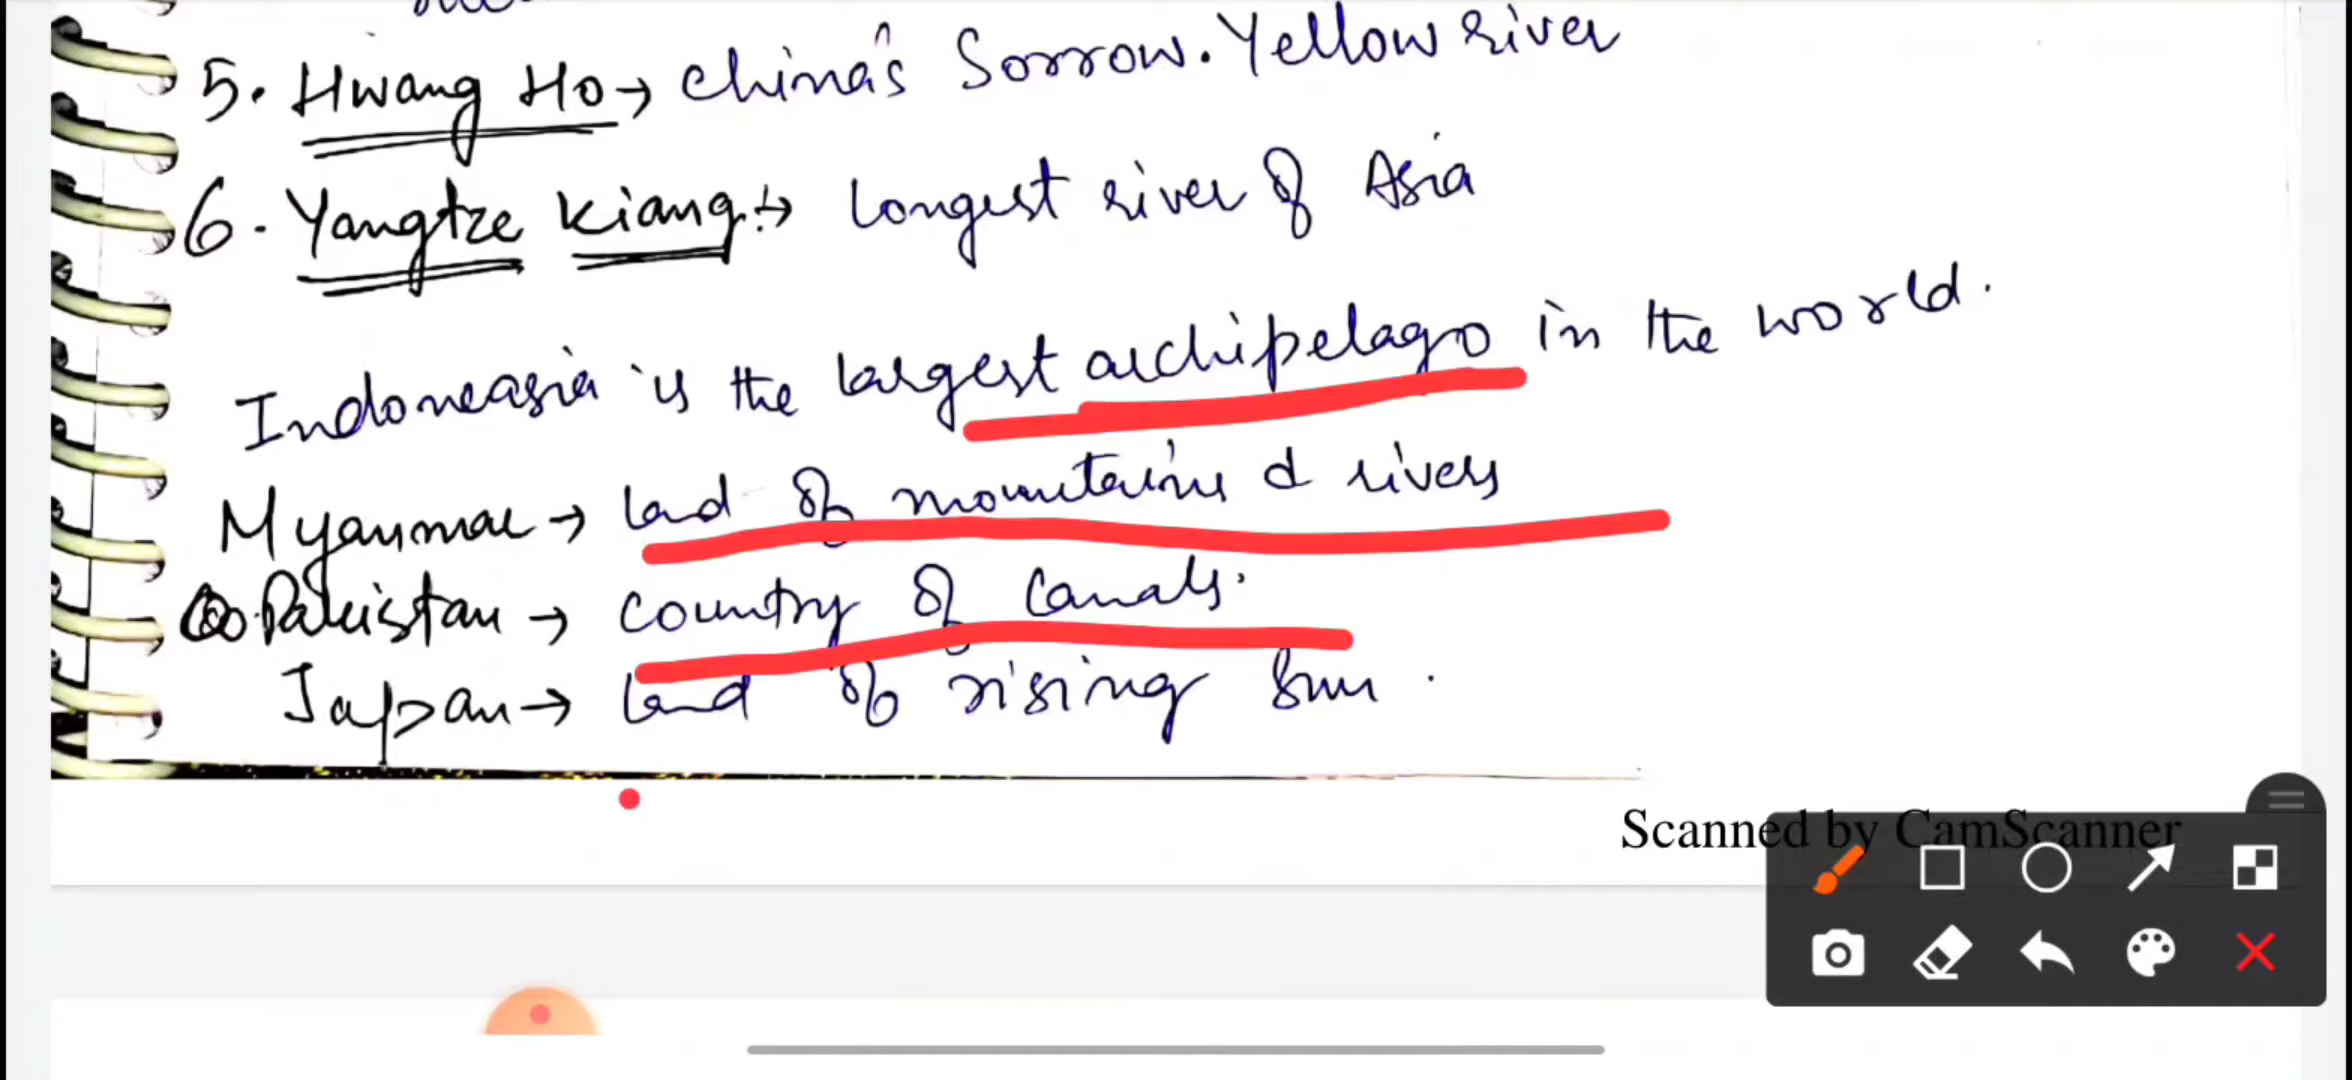 5. Hwang Ho → China's Sorrow. Yellow River
6. Yangtze Kiang :→ Longest river of Asia
Indoneasia is the largest archipelago in the world.
Myanmar → land of mountains & rivers
Pakistan → country of Canals.
Japan → land of rising sun.
Scanned by CamScanner